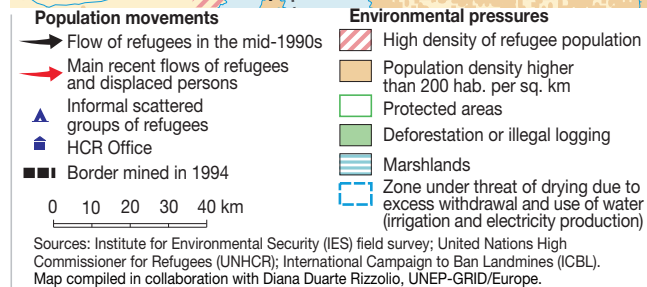 Population movements
Flow of refugees in the mid-1990s
Main recent flows of refugees
and displaced persons
Informal scattered
groups of refugees
HCR Office
Border mined in 1994
0 10 20 30 40 km
Environmental pressures
High density of refugee population
Population density higher
than 200 hab. per sq. km
Protected areas
Deforestation or illegal logging
Marshlands
Zone under threat of drying due to
excess withdrawal and use of water
(irrigation and electricity production)
Sources: Institute for Environmental Security (IES) field survey; United Nations High
Commissioner for Refugees (UNHCR); International Campaign to Ban Landmines (ICBL).
Map compiled in collaboration with Diana Duarte Rizzolio, UNEP-GRID/Europe.